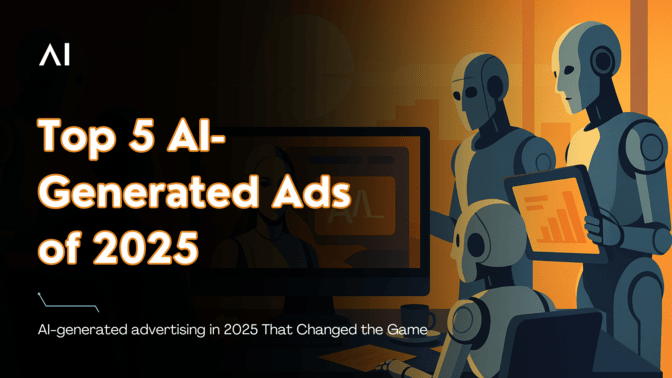 AI
Top 5 AI-
Generated Ads
of 2025
AI-generated advertising in 2025 That Changed the Game